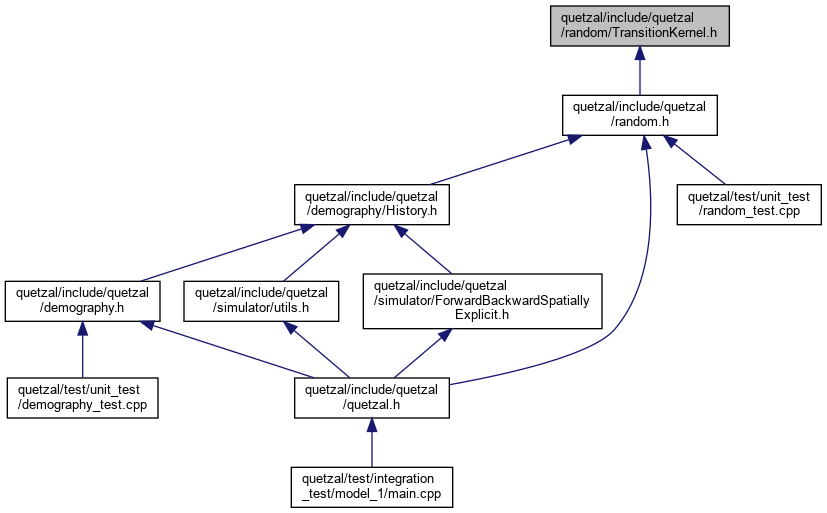 quetzal/include/quetzal
/random/TransitionKernel.h
quetzal/include/quetzal
/random.h
quetzal/include/quetzal
/demography/History.h
quetzal/test/unit_test
/random_test.cpp
quetzal/include/quetzal
/demography.h
quetzal/include/quetzal
/simulator/utils.h
quetzal/include/quetzal
/simulator/ForwardBackwardSpatially
Explicit.h
quetzal/test/unit_test
/demography_test.cpp
quetzal/include/quetzal
/quetzal.h
quetzal/test/integration
_test/model_1/main.cpp